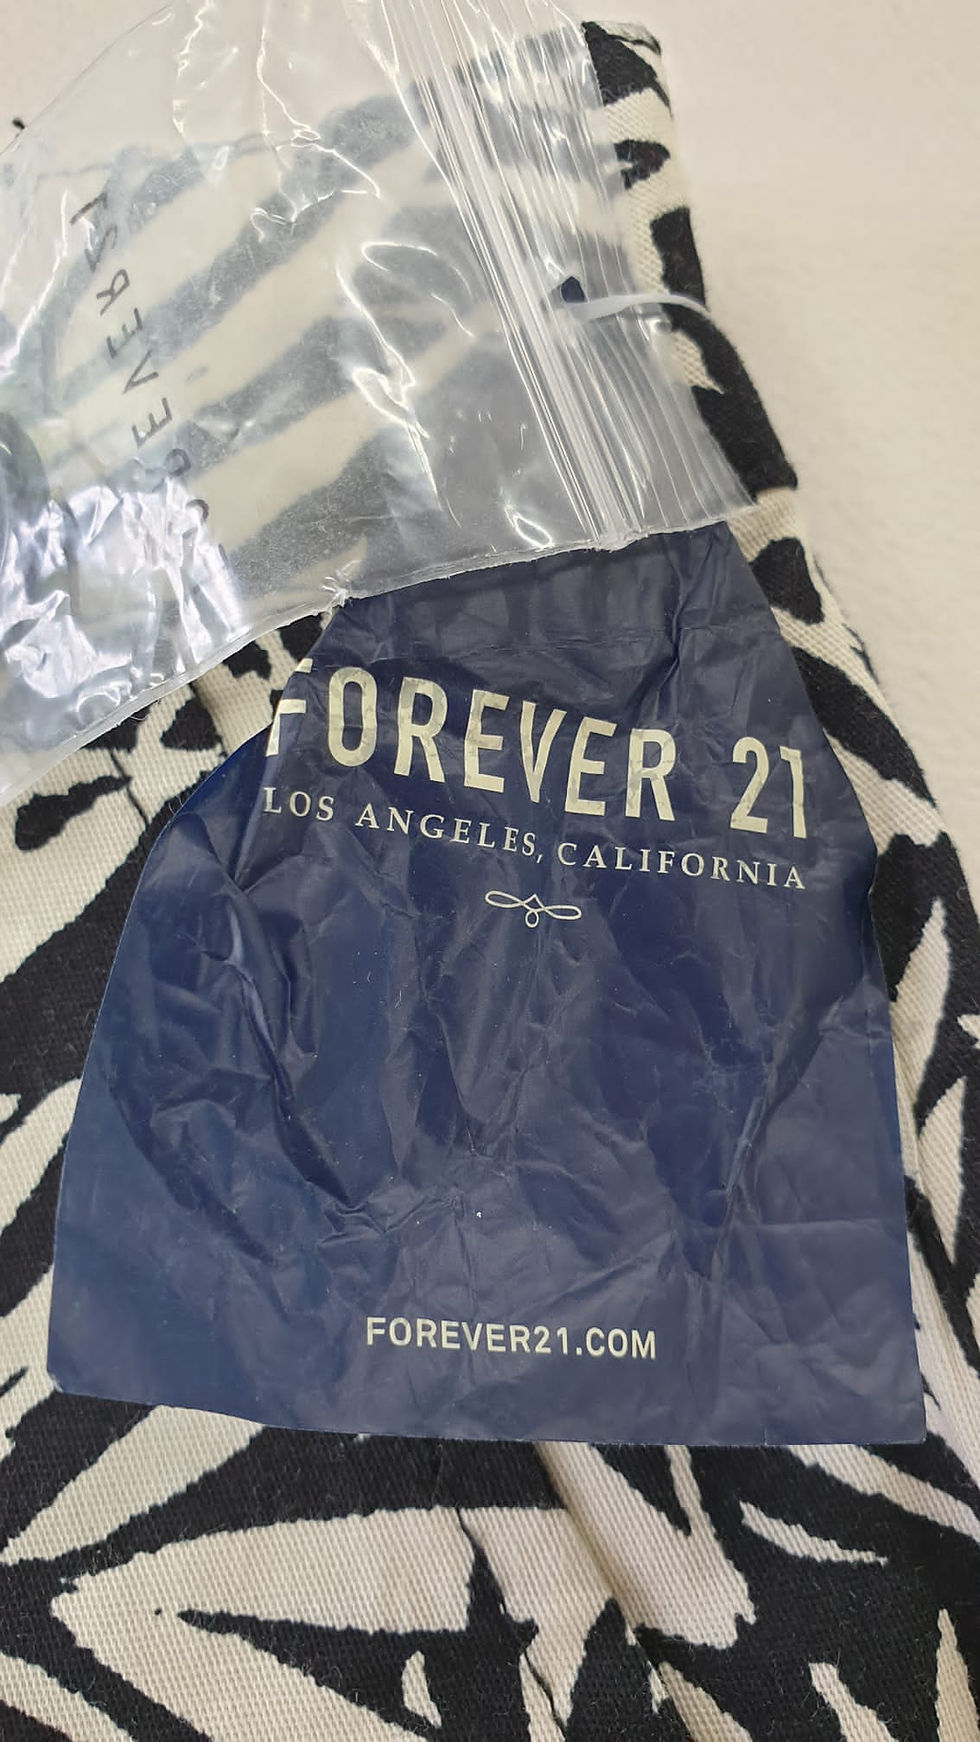 FOREVER 21
LOS ANGELES, CALIFORNIA
FOREVER21.COM